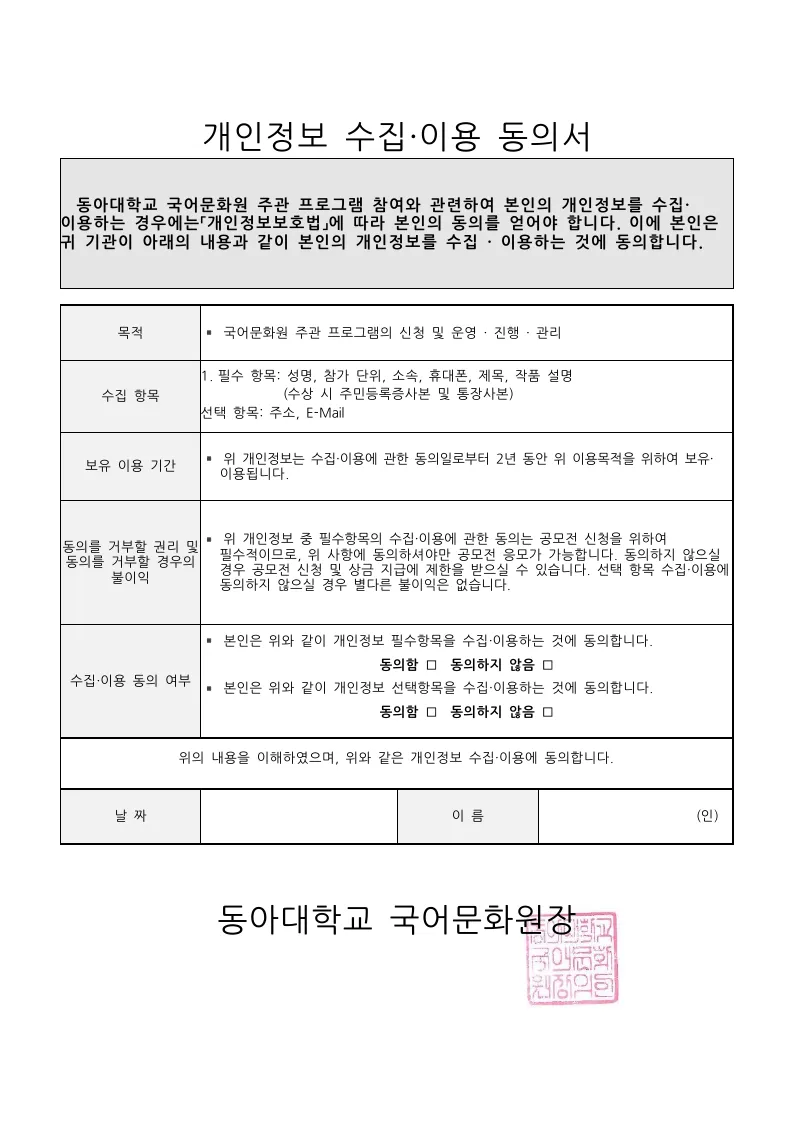 개인정보 수집·이용 동의서
동아대학교 국어문화원 주관 프로그램 참여와 관련하여 본인의 개인정보를 수집·
이용하는 경우에는「개인정보보호법」에 따라 본인의 동의를 얻어야 합니다. 이에 본인은
귀 기관이 아래의 내용과 같이 본인의 개인정보를 수집 · 이용하는 것에 동의합니다.
목적
▪ 국어문화원 주관 프로그램의 신청 및 운영 · 진행 · 관리
수집 항목
1. 필수 항목: 성명, 참가 단위, 소속, 휴대폰, 제목, 작품 설명
(수상 시 주민등록증사본 및 통장사본)
선택 항목: 주소, E-Mail
보유 이용 기간
▪ 위 개인정보는 수집·이용에 관한 동의일로부터 2년 동안 위 이용목적을 위하여 보유·
이용됩니다.
동의를 거부할 권리 및
동의를 거부할 경우의
불이익
▪ 위 개인정보 중 필수항목의 수집·이용에 관한 동의는 공모전 신청을 위하여
필수적이므로, 위 사항에 동의하셔야만 공모전 응모가 가능합니다. 동의하지 않으실
경우 공모전 신청 및 상금 지급에 제한을 받으실 수 있습니다. 선택 항목 수집·이용에
동의하지 않으실 경우 별다른 불이익은 없습니다.
수집·이용 동의 여부
▪ 본인은 위와 같이 개인정보 필수항목을 수집·이용하는 것에 동의합니다.
동의함 □ 동의하지 않음 □
▪ 본인은 위와 같이 개인정보 선택항목을 수집·이용하는 것에 동의합니다.
동의함 □ 동의하지 않음 □
위의 내용을 이해하였으며, 위와 같은 개인정보 수집·이용에 동의합니다.
날 짜
이 름
(인)
동아대학교 국어문화원장